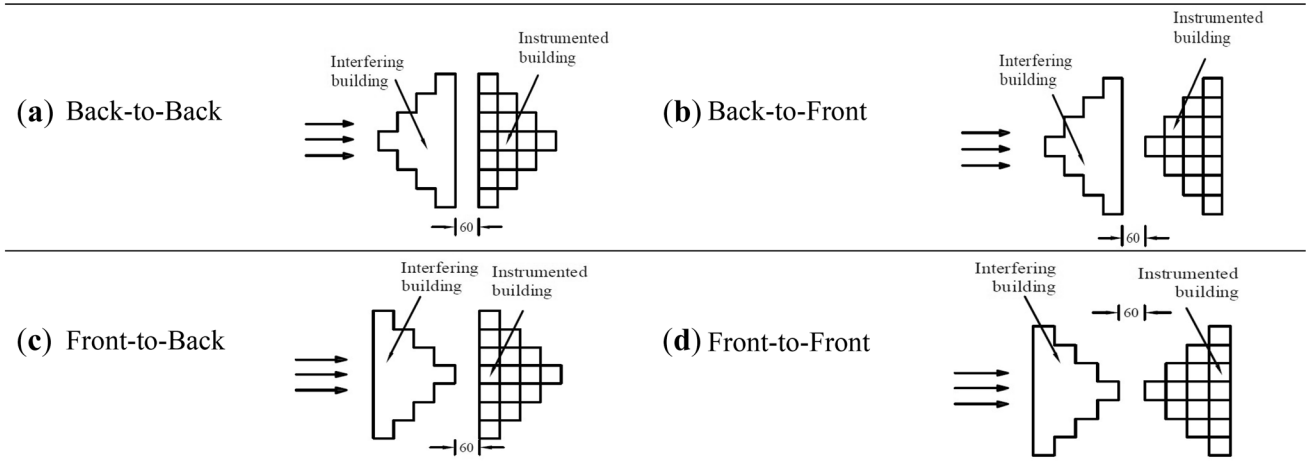 (a) Back-to-Back
Interfering
building
Instrumented
building
60
(b) Back-to-Front
Interfering
building
Instrumented
building
60
(c) Front-to-Back
Interfering
building
Instrumented
building
60
(d) Front-to-Front
Interfering
building
Instrumented
building
60